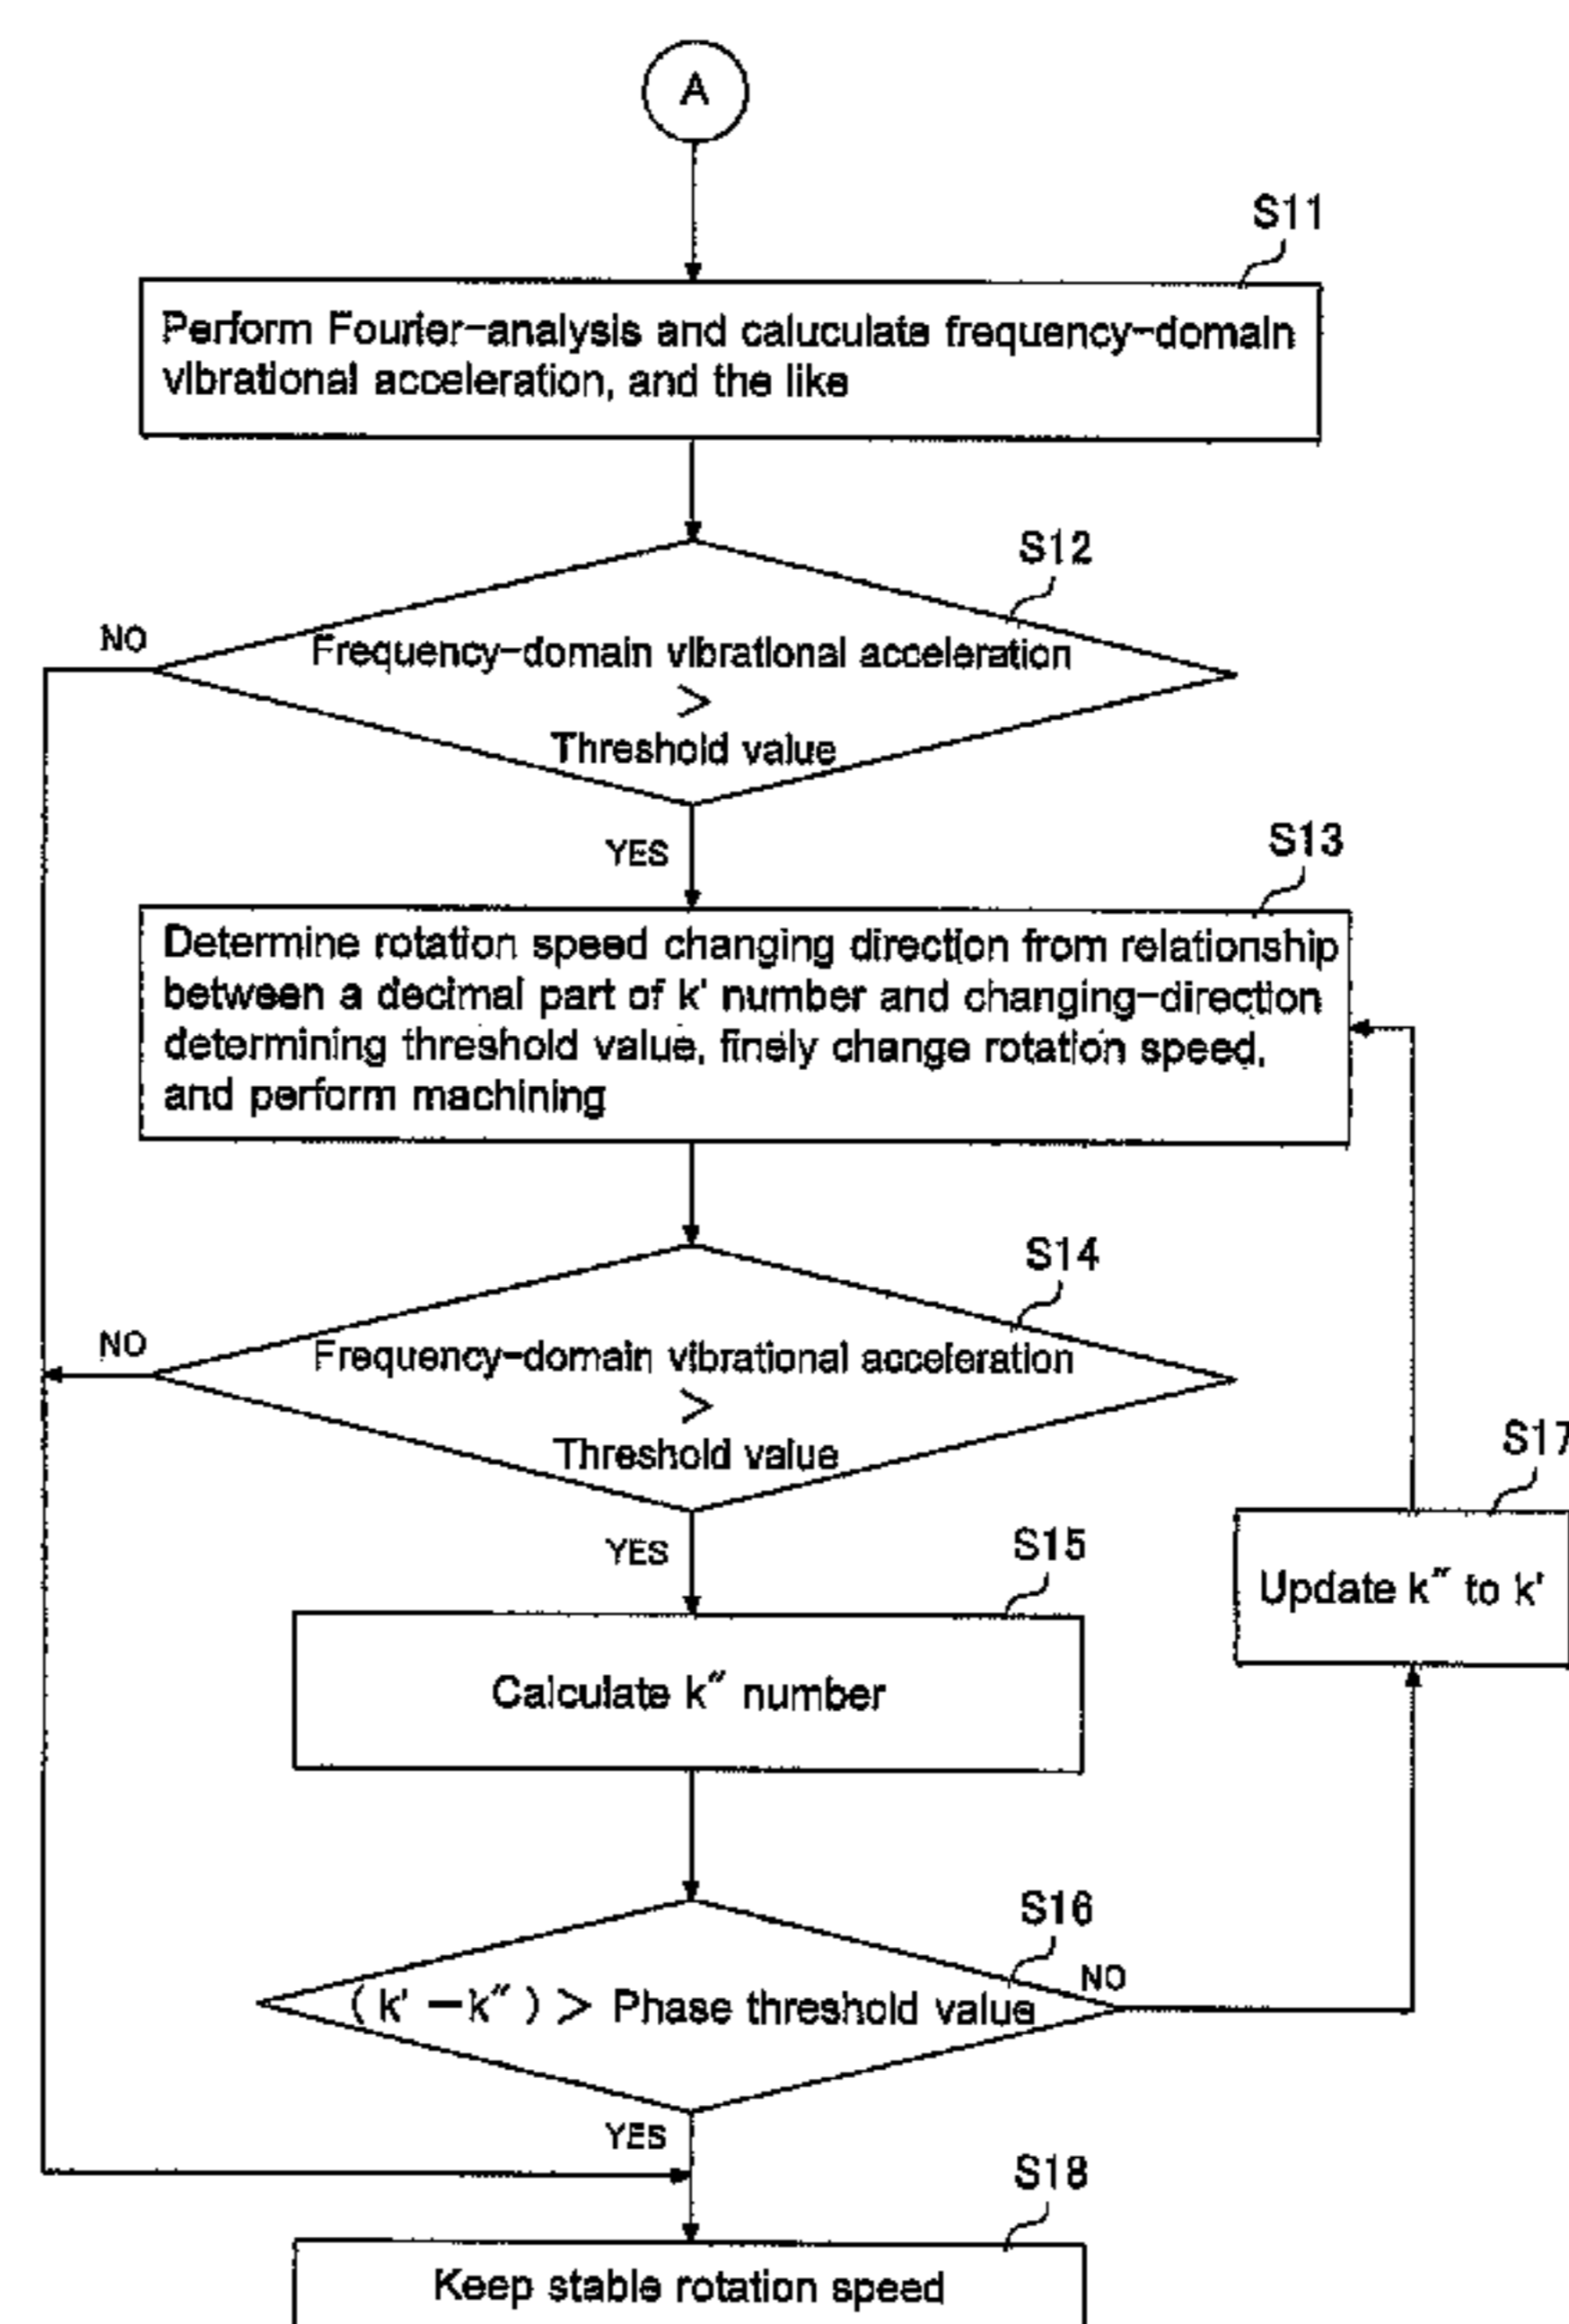 A
S11
Perform Fourier-analysis and caluculate frequency-domain
vibrational acceleration, and the like
S12
NO
Frequency-domain vibrational acceleration
>
Threshold value
YES
S13
Determine rotation speed changing direction from relationship
between a decimal part of k' number and changing-direction
determining threshold value, finely change rotation speed,
and perform machining
S14
NO
Frequency-domain vibrational acceleration
>
Threshold value
S17
YES
S15
Update k″ to k'
Calculate k″ number
S16
NO
( k' −k″ ) > Phase threshold value
YES
S18
Keep stable rotation speed